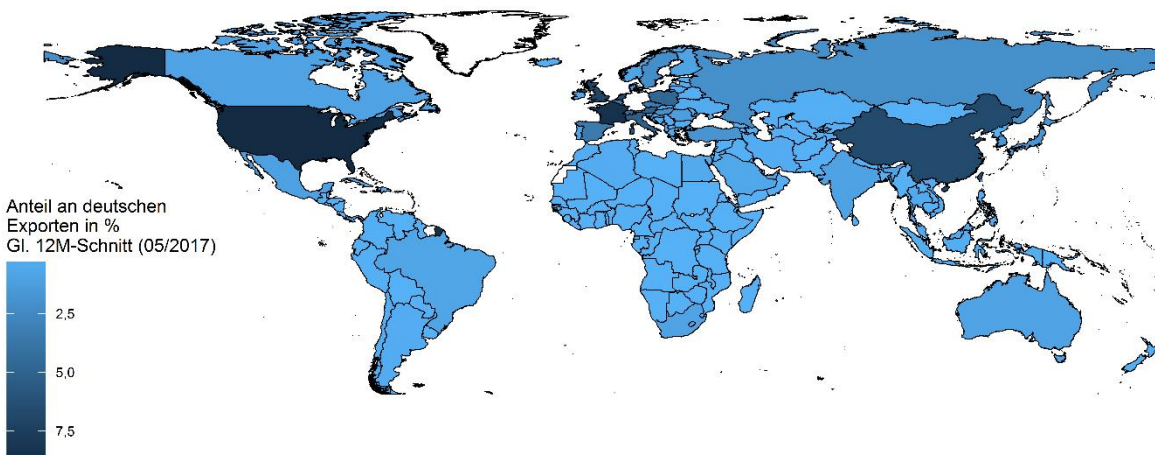 Anteil an deutschen
Exporten in %
Gl. 12M-Schnitt (05/2017)
2,5
5,0
7,5